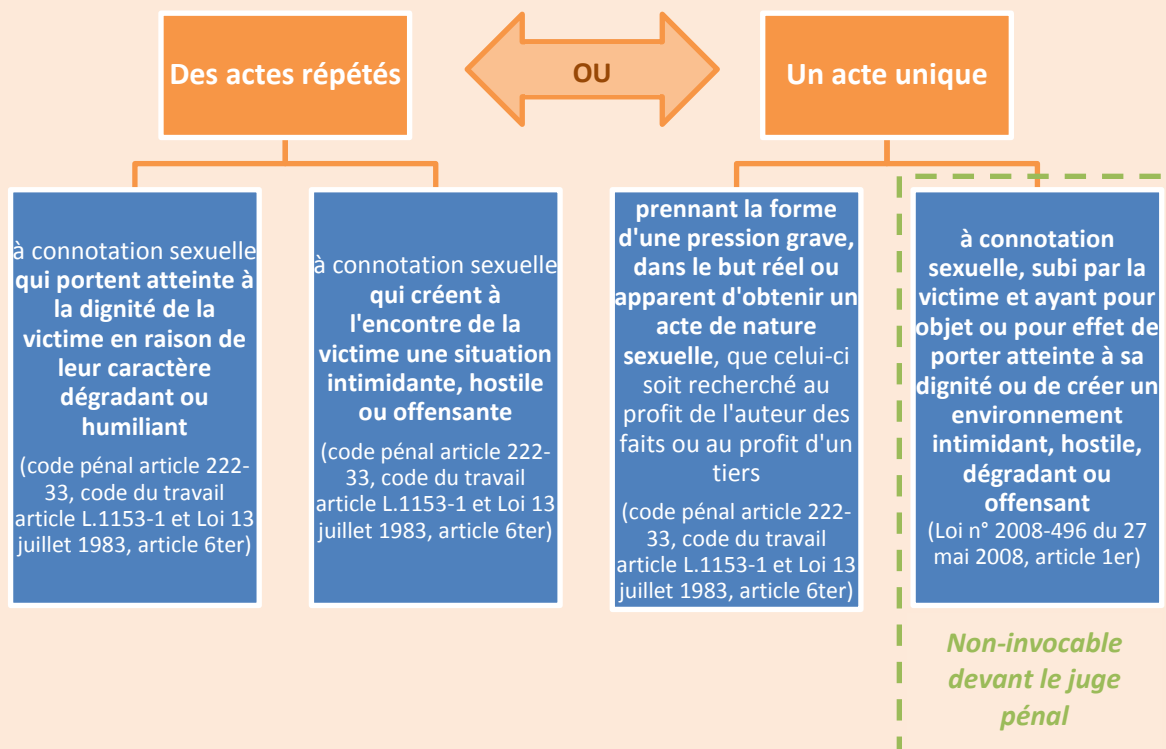 Des actes répétés
OU
Un acte unique
à connotation sexuelle
qui portent atteinte à
la dignité de la
victime en raison de
leur caractère
dégradant ou
humiliant
(code pénal article 222-
33, code du travail
article L.1153-1 et Loi 13
juillet 1983, article 6ter)
à connotation sexuelle
qui créent à
l'encontre de la
victime une situation
intimidante, hostile
ou offensante
(code pénal article 222-
33, code du travail
article L.1153-1 et Loi 13
juillet 1983, article 6ter)
prennant la forme
d'une pression grave,
dans le but réel ou
apparent d'obtenir un
acte de nature
sexuelle, que celui-ci
soit recherché au
profit de l'auteur des
faits ou au profit d'un
tiers
(code pénal article 222-
33, code du travail
article L.1153-1 et Loi 13
juillet 1983, article 6ter)
à connotation
sexuelle, subi par la
victime et ayant pour
objet ou pour effet de
porter atteinte à sa
dignité ou de créer un
environnement
intimidant, hostile,
dégradant ou
offensant
(Loi n° 2008-496 du 27
mai 2008, article 1er)
Non-invocable
devant le juge
pénal